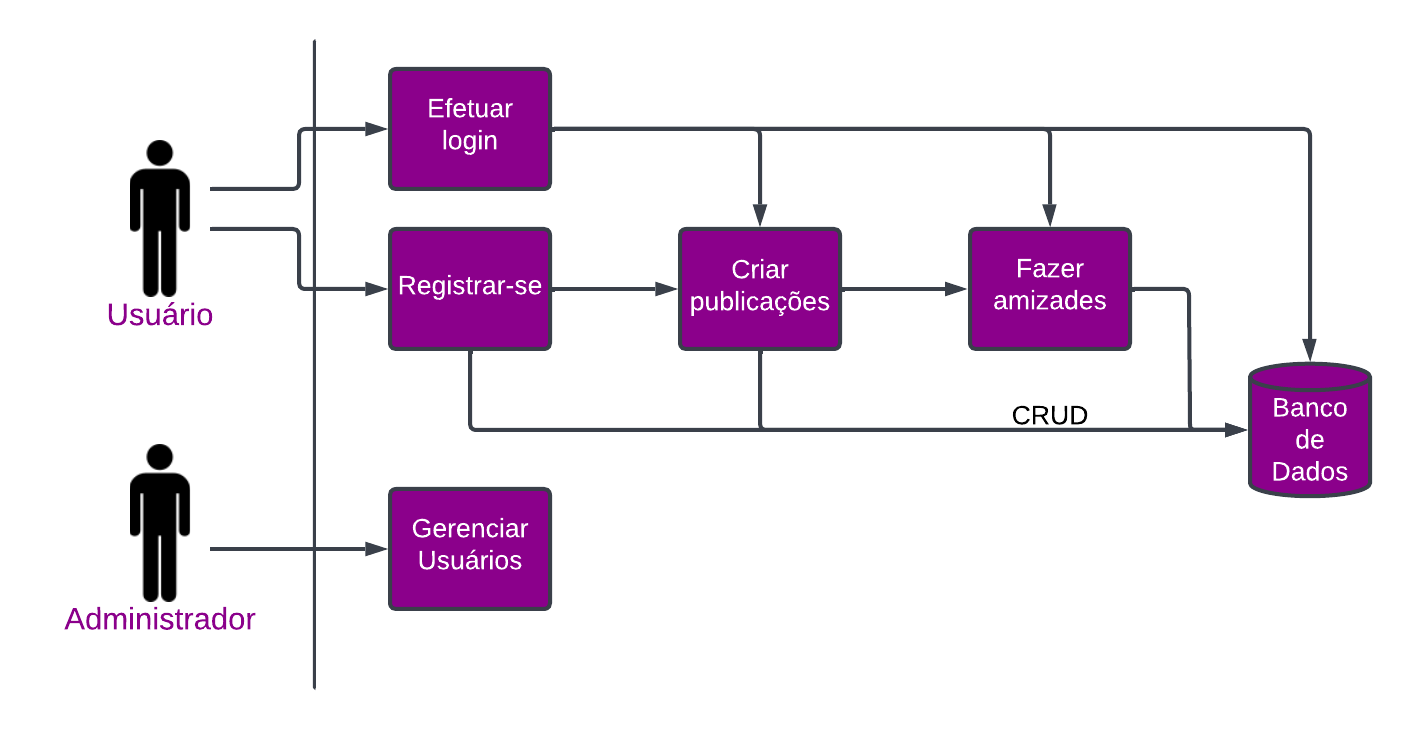 Efetuar
login
Usuário
Registrar-se
Criar
publicações
Fazer
amizades
CRUD
Banco
de
Dados
Administrador
Gerenciar
Usuários